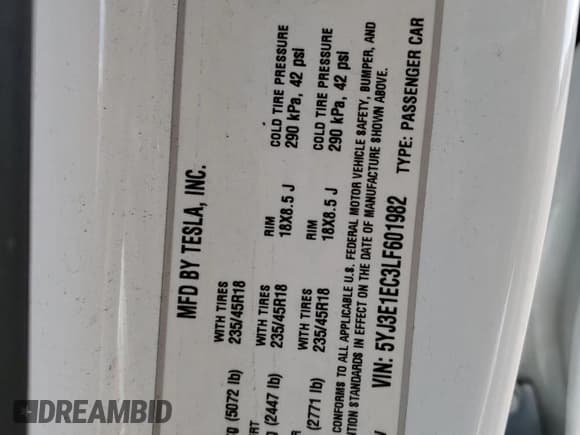 MFD BY TESLA, INC.
(5072 lb) WITH TIRES 235/45R18 RIM 18X8.5 J COLD TIRE PRESSURE 290 kPa, 42 psi
(2447 lb) WITH TIRES 235/45R18 RIM 18X8.5 J COLD TIRE PRESSURE 290 kPa, 42 psi
(2771 lb) WITH TIRES 235/45R18
CONFORMS TO ALL APPLICABLE U.S. FEDERAL MOTOR VEHICLE SAFETY, BUMPER, AND
STANDARDS IN EFFECT ON THE DATE OF MANUFACTURE SHOWN ABOVE.
VIN: 5YJ3E1EC3LF601982 TYPE: PASSENGER CAR
DREAMBID